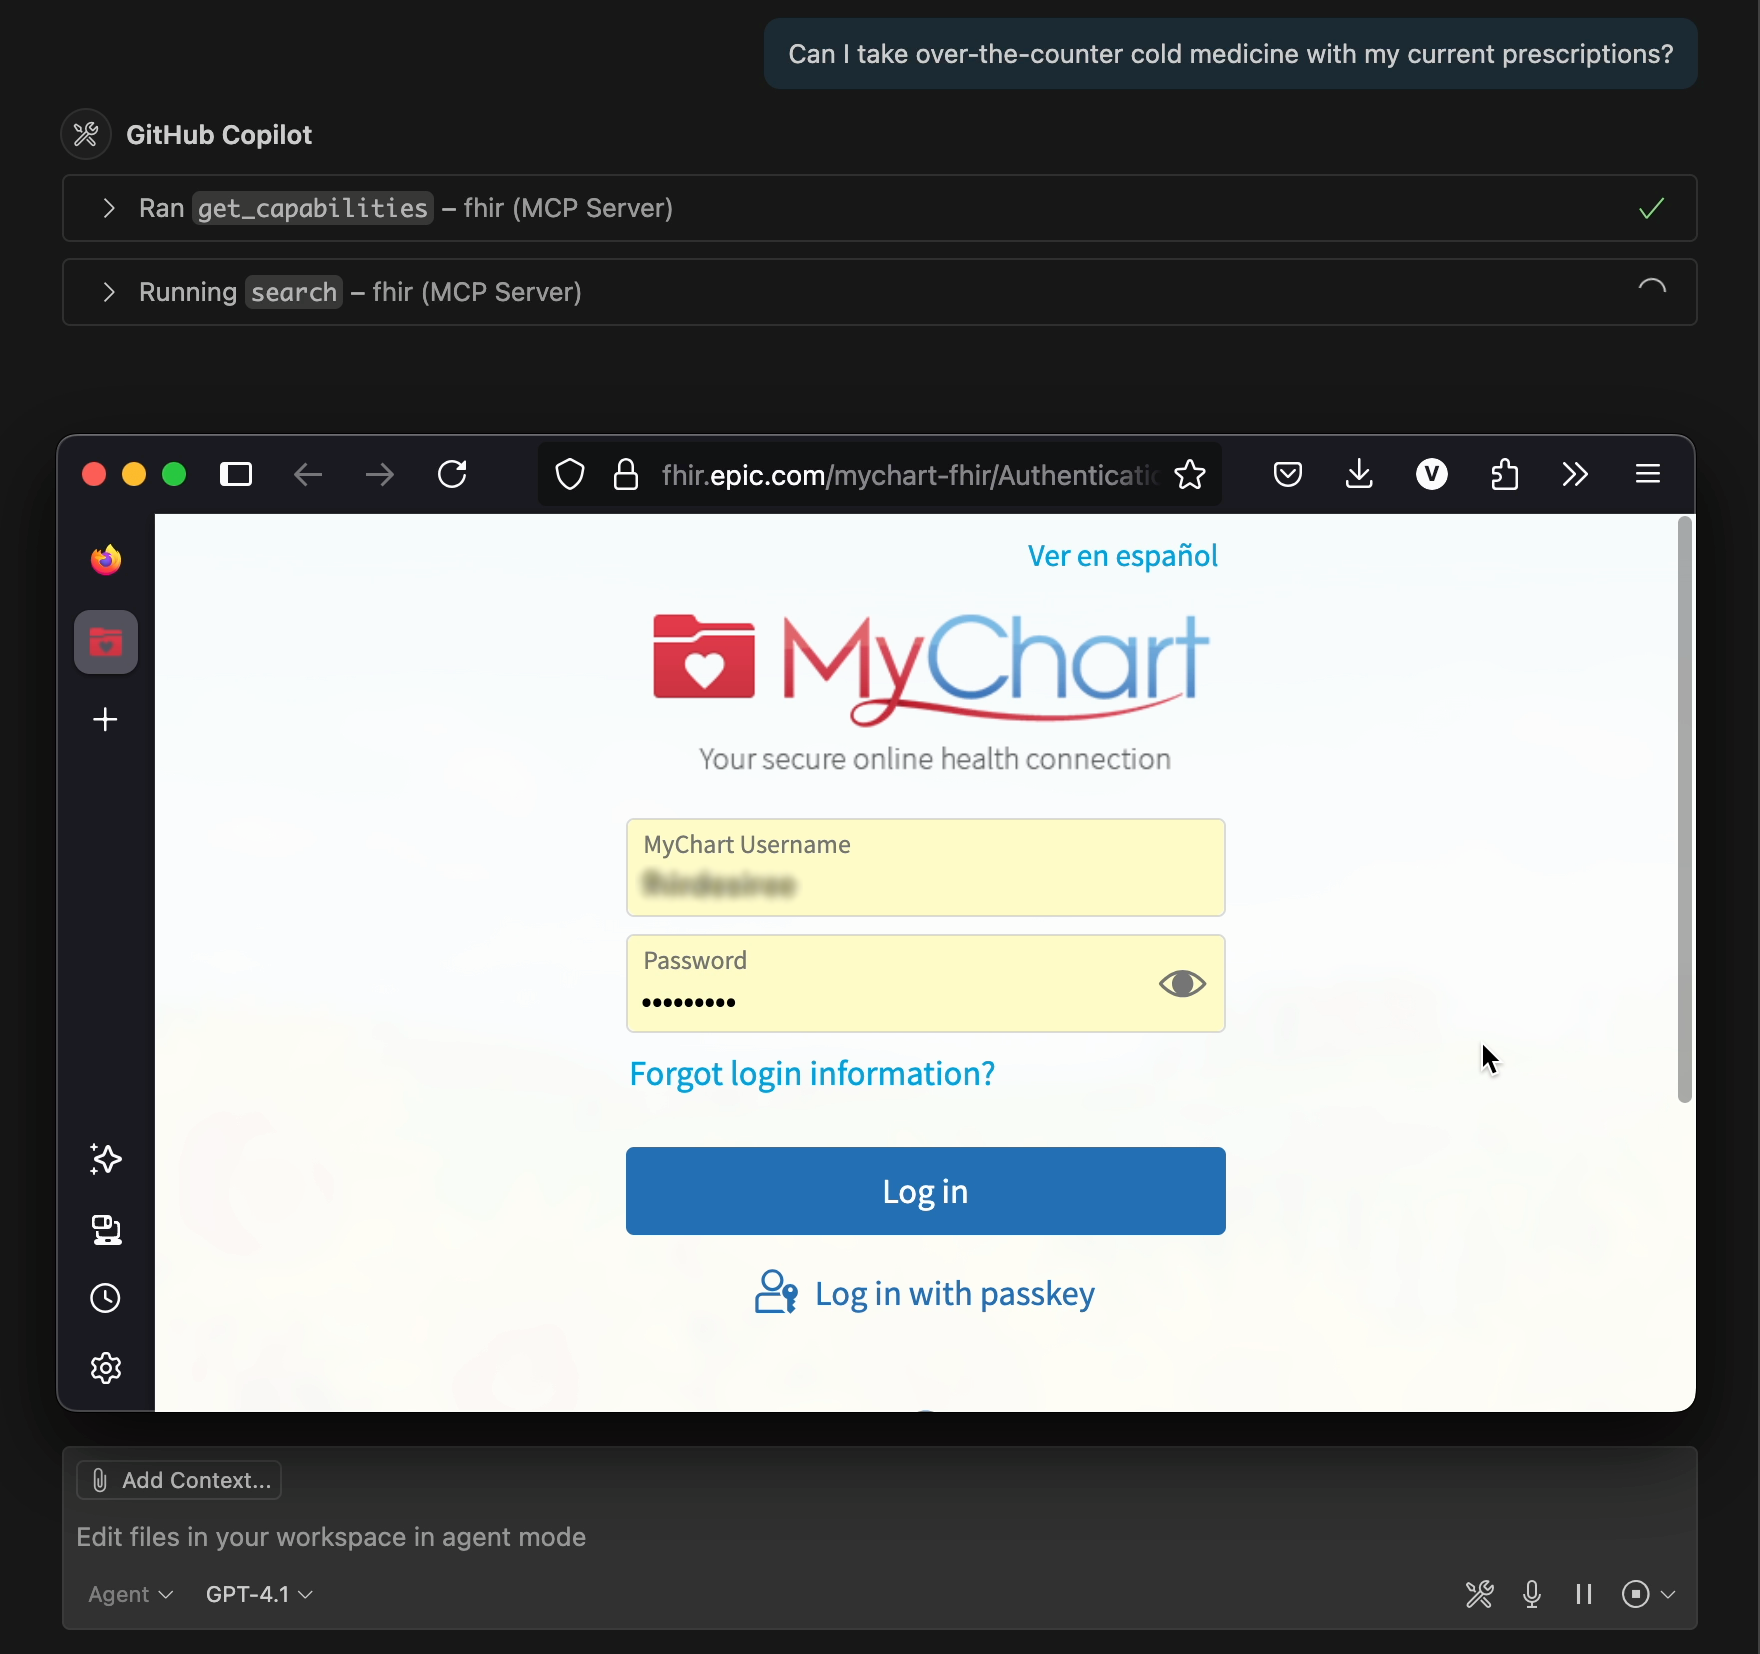 Can I take over-the-counter cold medicine with my current prescriptions?
GitHub Copilot
Ran get_capabilities – fhir (MCP Server)
Running search – fhir (MCP Server)
fhir.epic.com/mychart-fhir/Authenticatic
V
Ver en español
MyChart
Your secure online health connection
MyChart Username
Password
•••••••••
Forgot login information?
Log in
Log in with passkey
Add Context...
Edit files in your workspace in agent mode
Agent
GPT-4.1